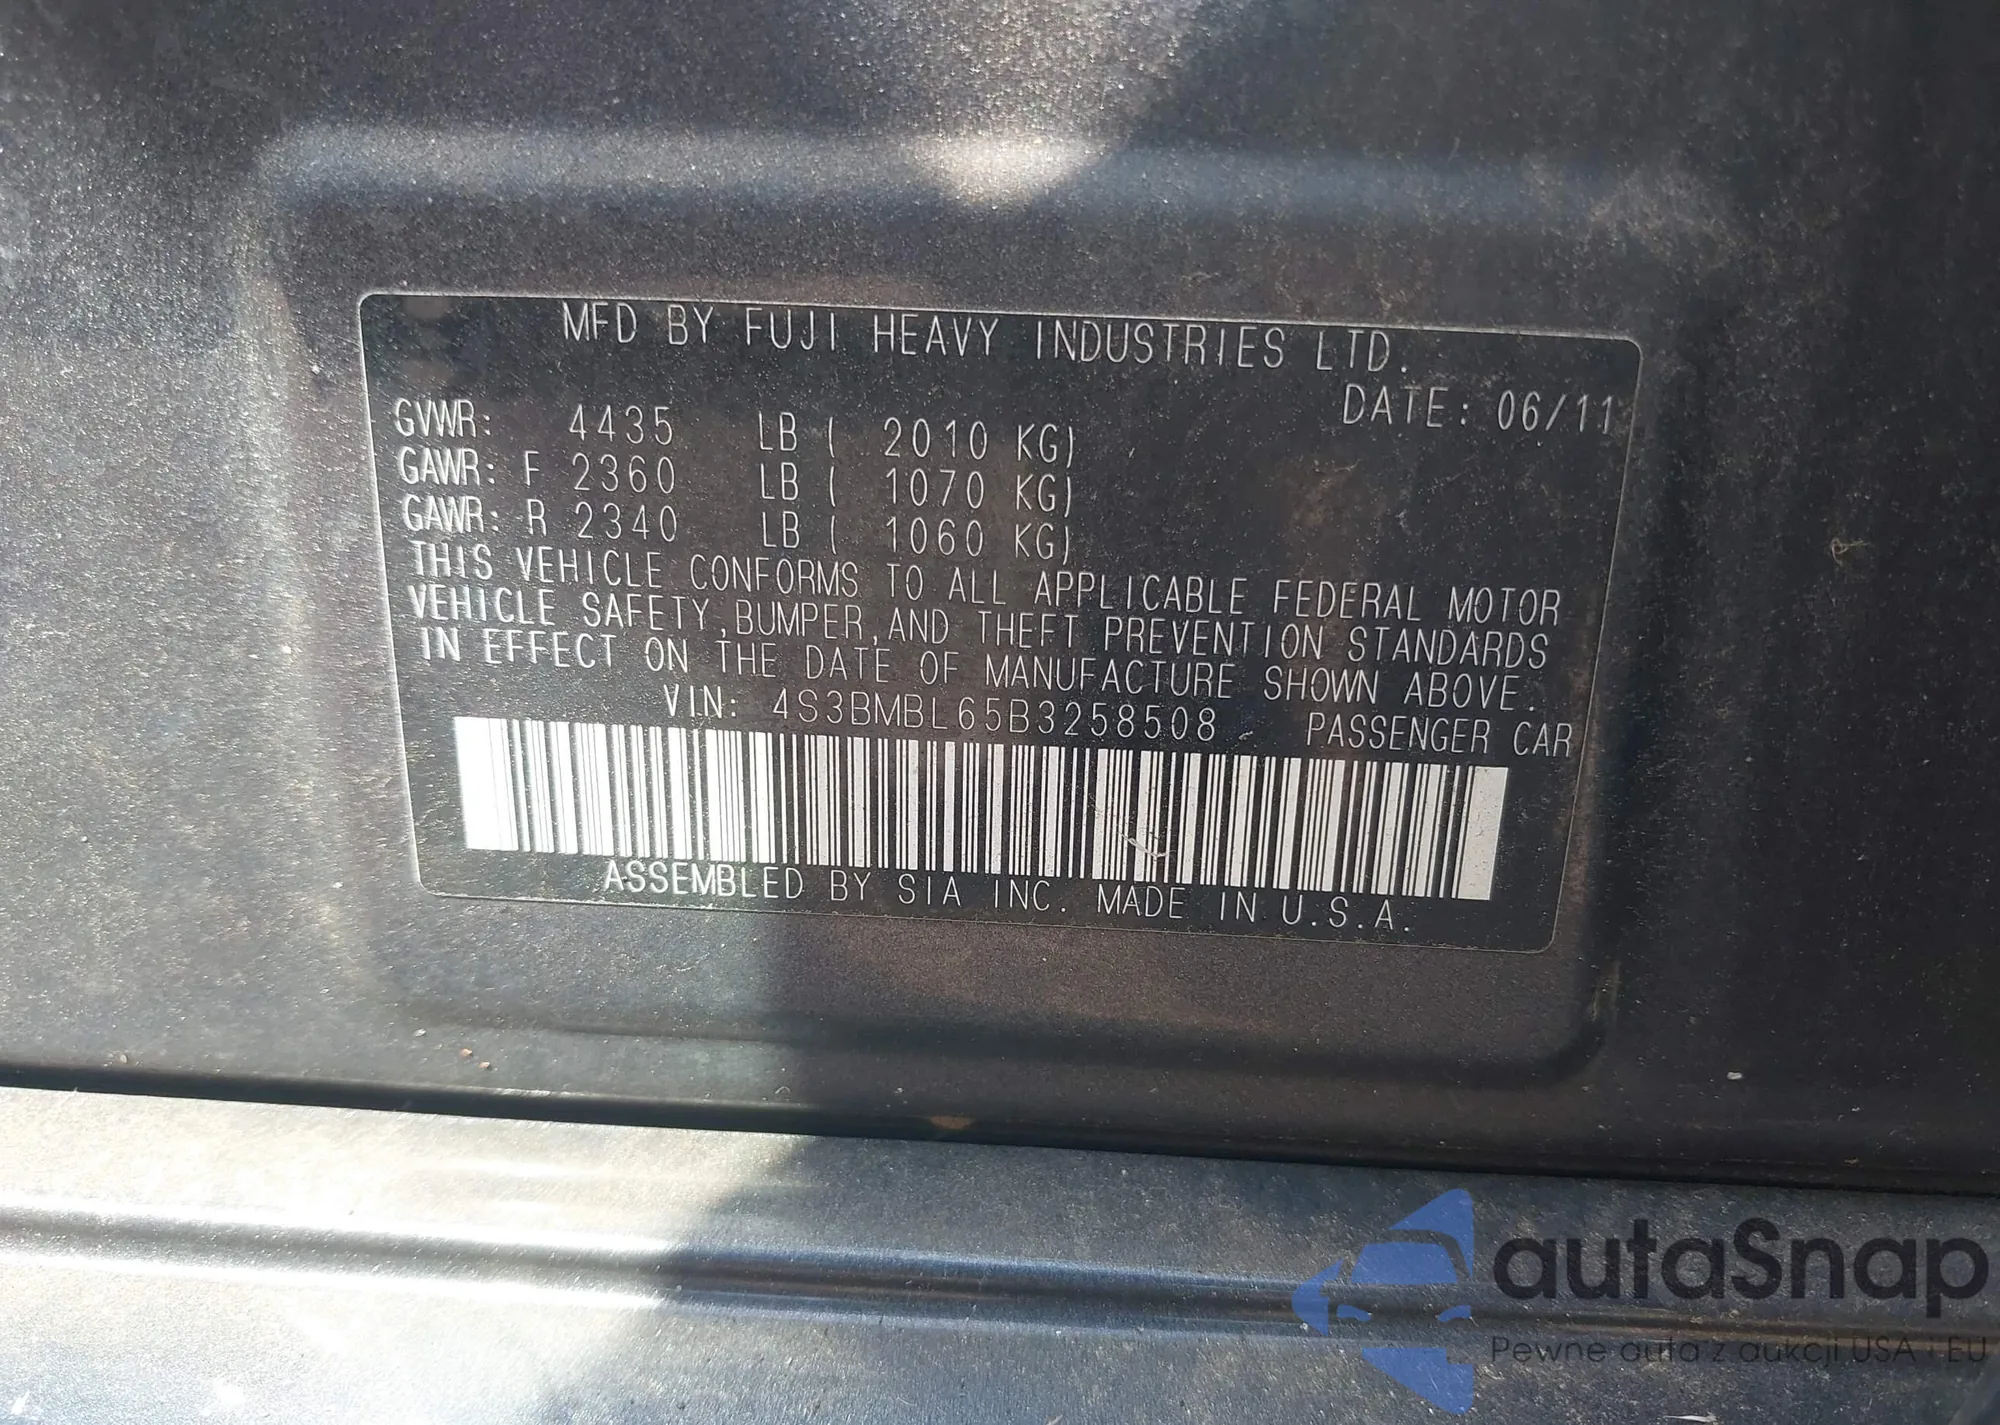 MFD BY FUJI HEAVY INDUSTRIES LTD.
DATE: 06/11
GVWR: 4435 LB ( 2010 KG)
GAWR: F 2360 LB ( 1070 KG)
GAWR: R 2340 LB ( 1060 KG)
THIS VEHICLE CONFORMS TO ALL APPLICABLE FEDERAL MOTOR
VEHICLE SAFETY,BUMPER,AND THEFT PREVENTION STANDARDS
IN EFFECT ON THE DATE OF MANUFACTURE SHOWN ABOVE.
VIN: 4S3BMBL65B3258508 PASSENGER CAR
ASSEMBLED BY SIA INC. MADE IN U.S.A.
autaSnap
Pewne auta z aukcji USA i EU